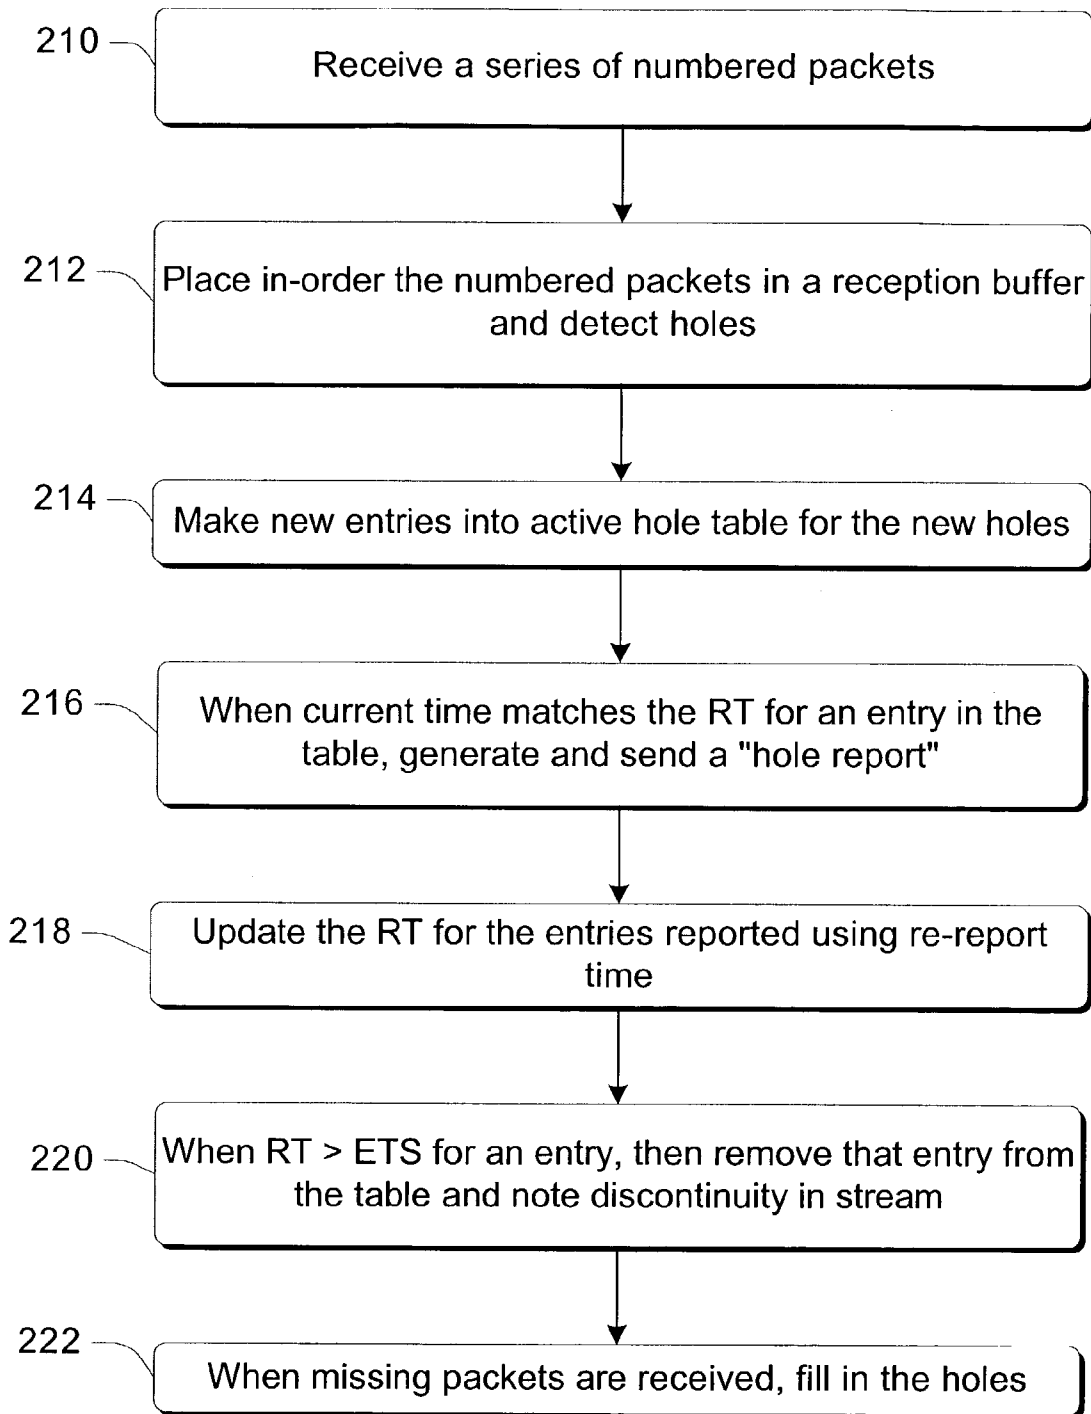 210
Receive a series of numbered packets
212
Place in-order the numbered packets in a reception buffer
and detect holes
214
Make new entries into active hole table for the new holes
216
When current time matches the RT for an entry in the
table, generate and send a "hole report"
218
Update the RT for the entries reported using re-report
time
220
When RT > ETS for an entry, then remove that entry from
the table and note discontinuity in stream
222
When missing packets are received, fill in the holes